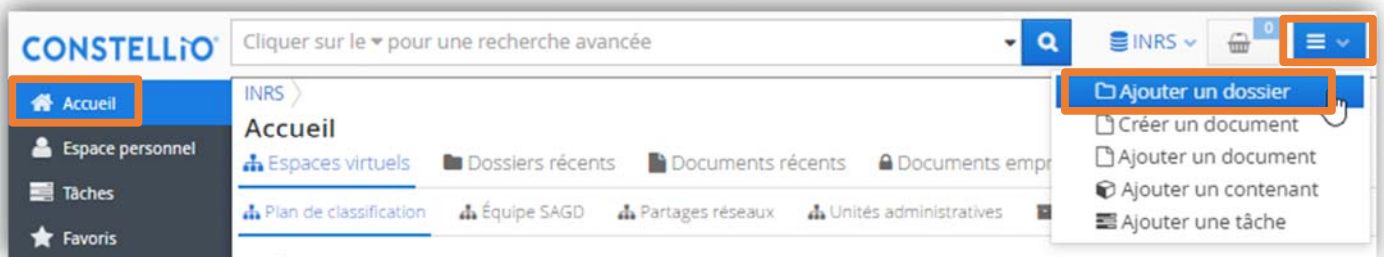 CONSTELLiO
Cliquer sur le ▾ pour une recherche avancée
INRS
0
Accueil
Espace personnel
Tâches
Favoris
INRS
Accueil
Espaces virtuels Dossiers récents Documents récents Documents empr
Plan de classification Équipe SAGD Partages réseaux Unités administratives
Ajouter un dossier
Créer un document
Ajouter un document
Ajouter un contenant
Ajouter une tâche